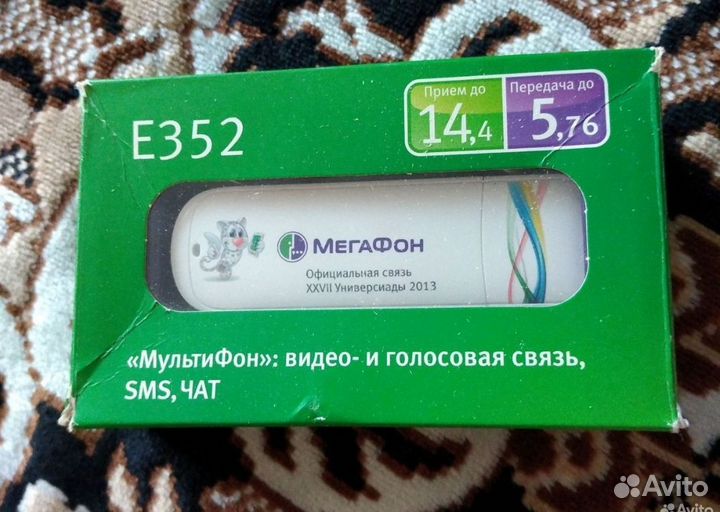 E352
Прием до
14,4
Передача до
5,76
МегаФон
Официальная связь
XXVII Универсиады 2013
«МультиФон»: видео- и голосовая связь,
SMS, ЧАТ
Avito
Avito